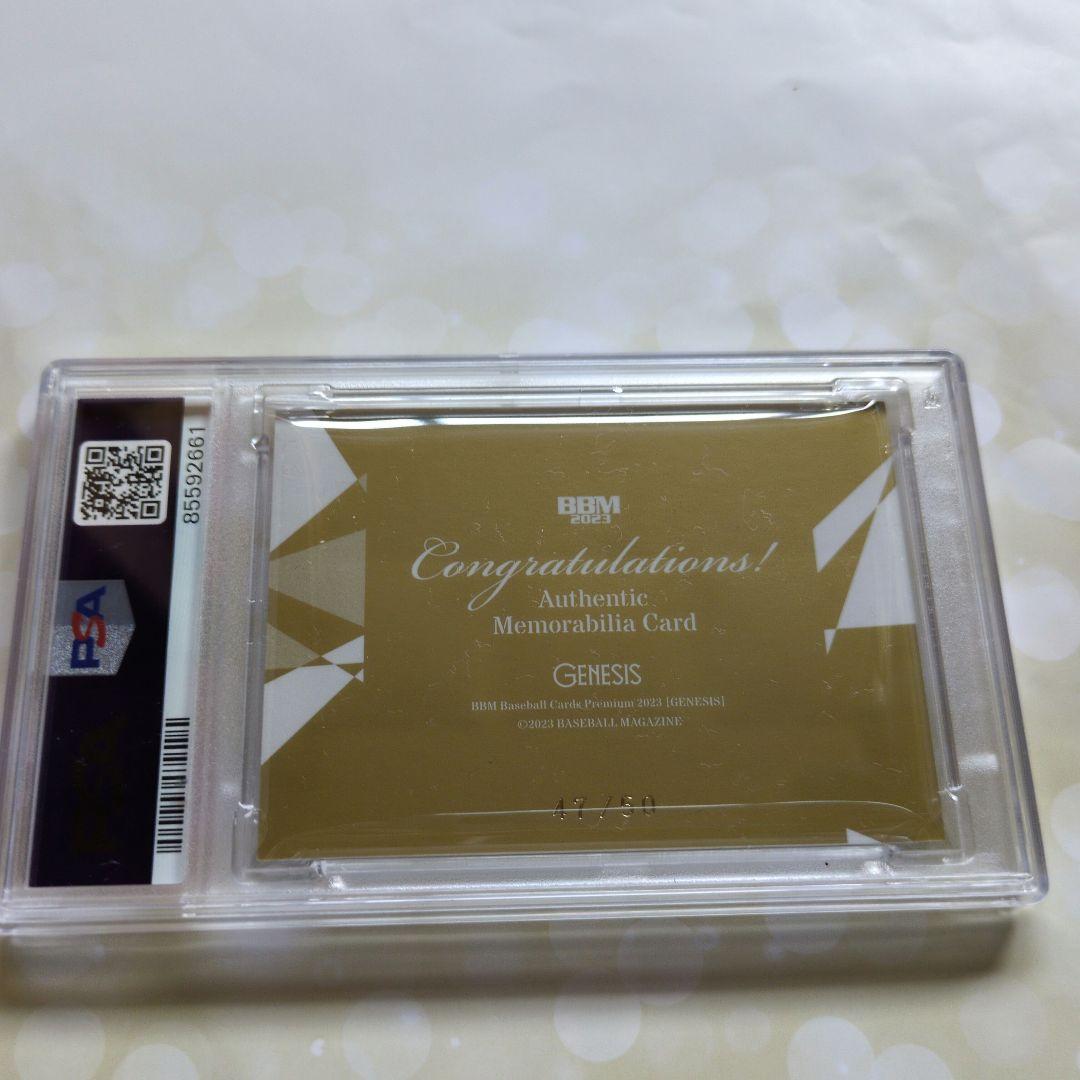 85592661
PSA
BBM
2023
Congratulations!
Authentic
Memorabilia Card
GENESIS
BBM Baseball Cards Premium 2023 [GENESIS]
©2023 BASEBALL MAGAZINE
47/50